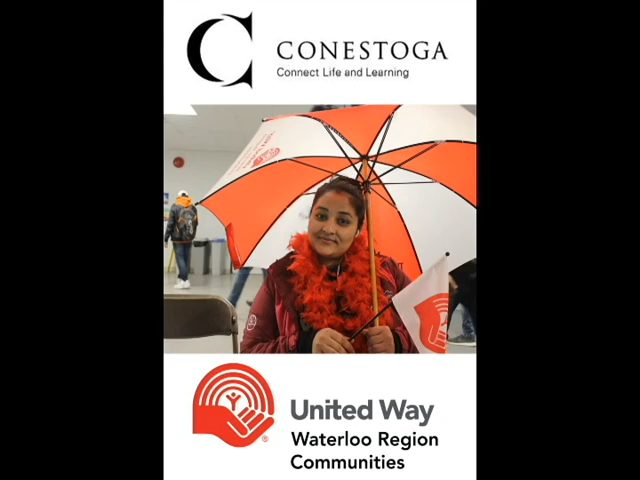 CONESTOGA
Connect Life and Learning
United Way
Waterloo Region
Communities